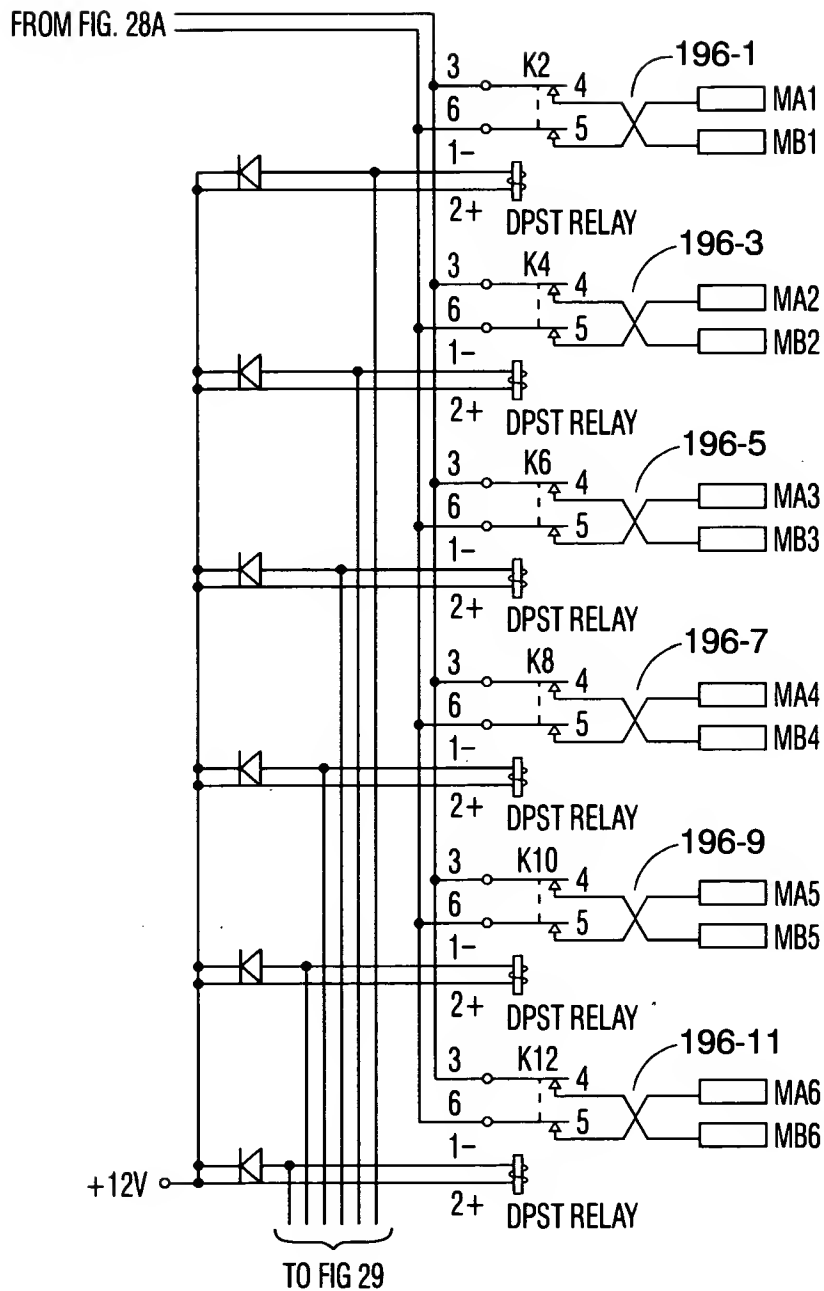 FROM FIG. 28A
3 K2 4 196-1 MA1
6 5 MB1
1-
2+ DPST RELAY
3 K4 4 196-3 MA2
6 5 MB2
1-
2+ DPST RELAY
3 K6 4 196-5 MA3
6 5 MB3
1-
2+ DPST RELAY
3 K8 4 196-7 MA4
6 5 MB4
1-
2+ DPST RELAY
3 K10 4 196-9 MA5
6 5 MB5
1-
2+ DPST RELAY
3 K12 4 196-11 MA6
6 5 MB6
1-
+12V 2+ DPST RELAY
TO FIG 29